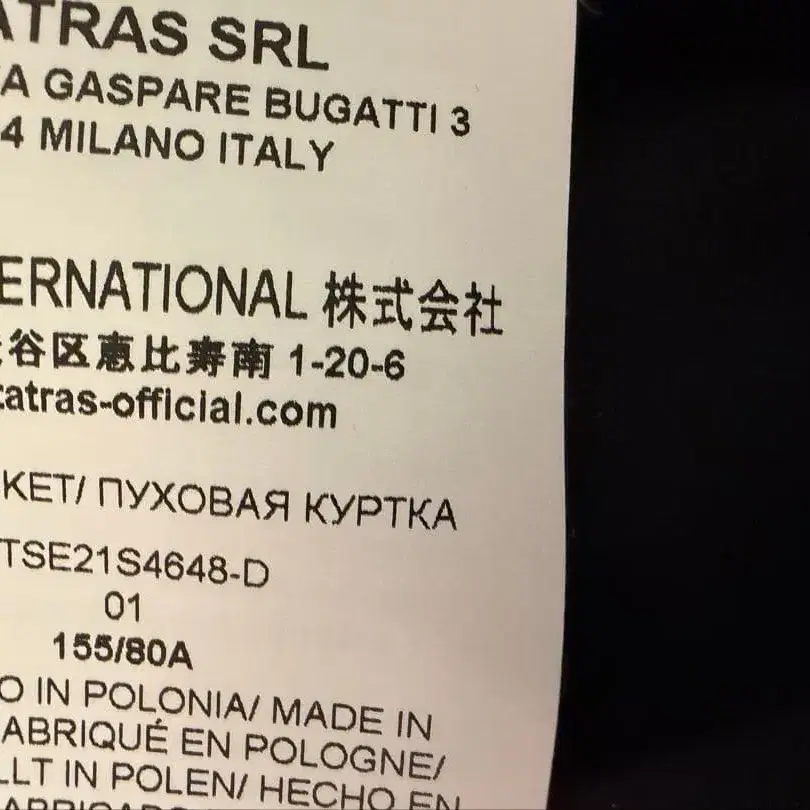 ATRAS SRL
A GASPARE BUGATTI 3
4 MILANO ITALY
ERNATIONAL 株式会社
谷区恵比寿南 1-20-6
tatras-official.com
KET/ ПУХОВАЯ КУРТКА
TSE21S4648-D
01
155/80A
O IN POLONIA/ MADE IN
ABRIQUÉ EN POLOGNE/
LLT IN POLEN/ HECHO EN